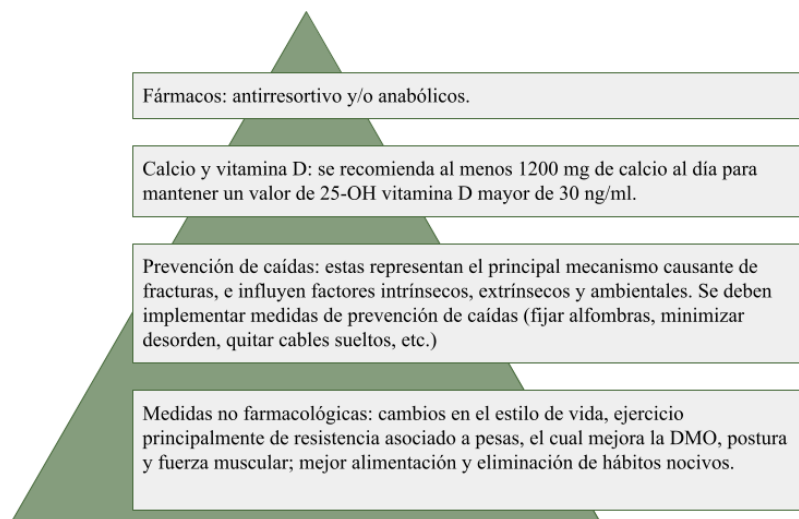 Fármacos: antirresortivo y/o anabólicos.
Calcio y vitamina D: se recomienda al menos 1200 mg de calcio al día para
mantener un valor de 25-OH vitamina D mayor de 30 ng/ml.
Prevención de caídas: estas representan el principal mecanismo causante de
fracturas, e influyen factores intrínsecos, extrínsecos y ambientales. Se deben
implementar medidas de prevención de caídas (fijar alfombras, minimizar
desorden, quitar cables sueltos, etc.)
Medidas no farmacológicas: cambios en el estilo de vida, ejercicio
principalmente de resistencia asociado a pesas, el cual mejora la DMO, postura
y fuerza muscular; mejor alimentación y eliminación de hábitos nocivos.